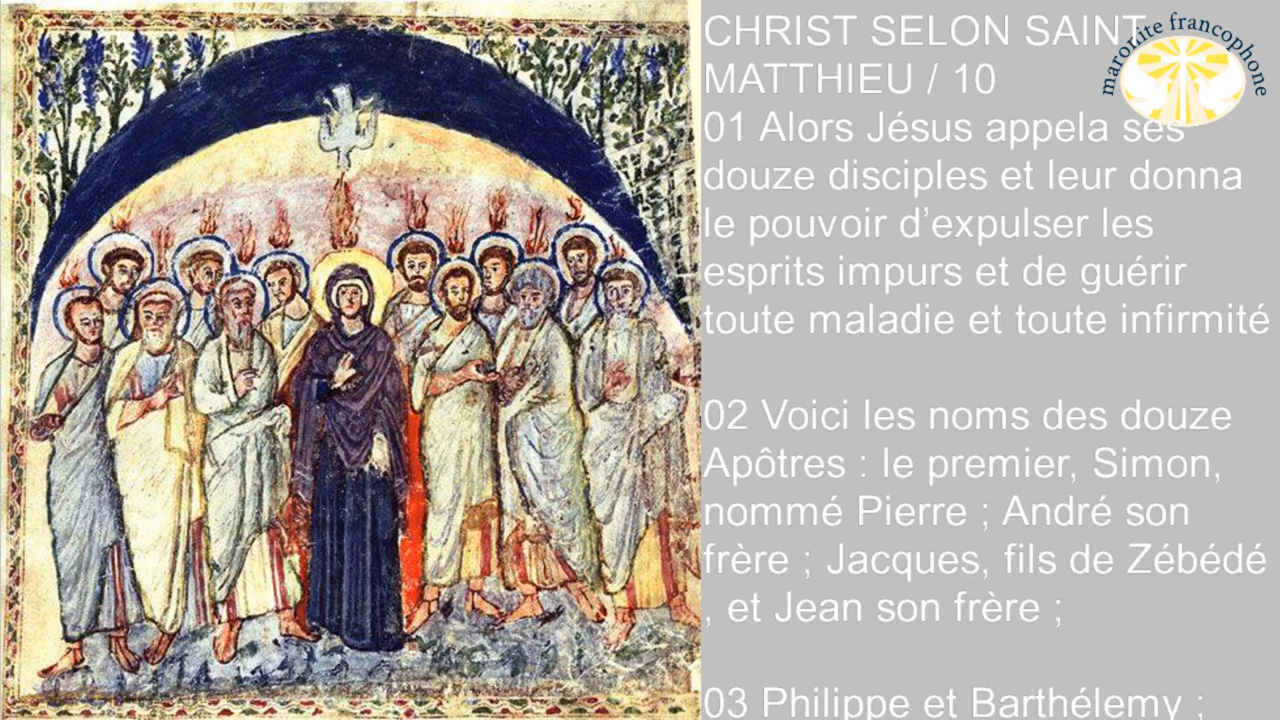 CHRIST SELON SAINT
MATTHIEU / 10
maronite francophone
01 Alors Jésus appela ses
douze disciples et leur donna
le pouvoir d’expulser les
esprits impurs et de guérir
toute maladie et toute infirmité
02 Voici les noms des douze
Apôtres : le premier, Simon,
nommé Pierre ; André son
frère ; Jacques, fils de Zébédé
, et Jean son frère ;
03 Philippe et Barthélemy ;